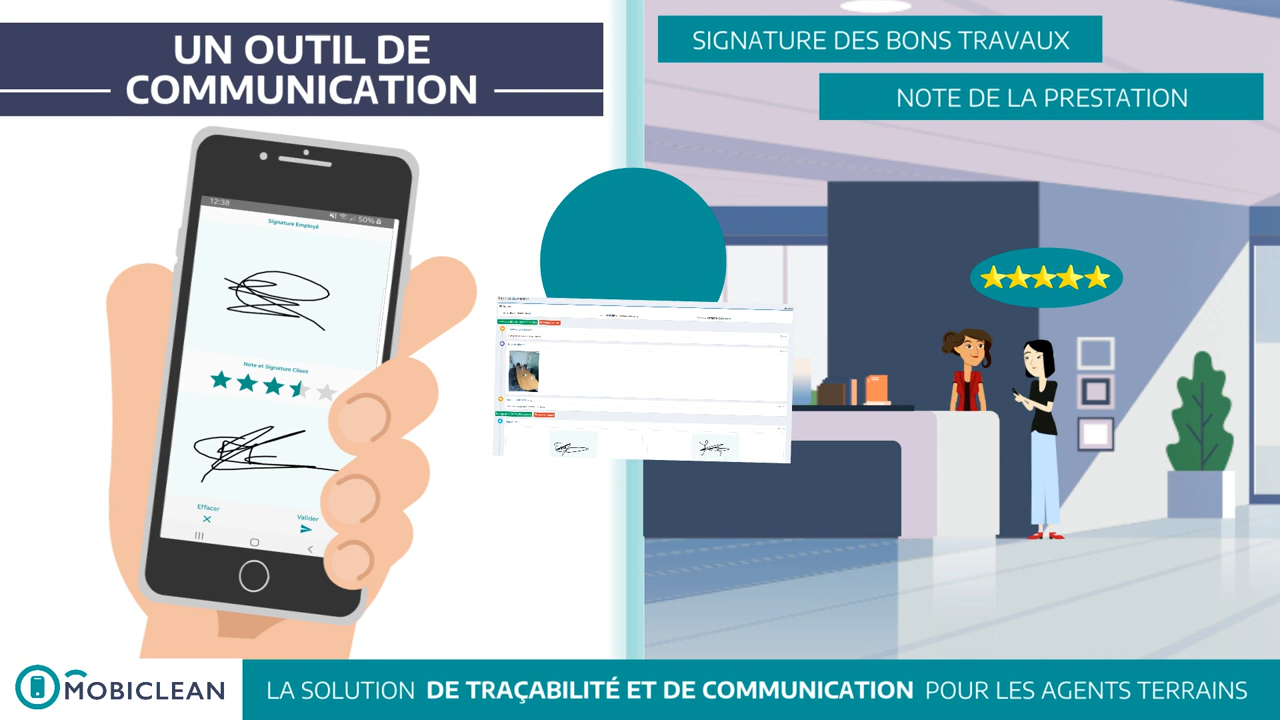 UN OUTIL DE
COMMUNICATION
SIGNATURE DES BONS TRAVAUX
NOTE DE LA PRESTATION
12:38
50%
Signature Employé
Note et Signature Client
Effacer
Valider
MOBICLEAN
LA SOLUTION DE TRAÇABILITÉ ET DE COMMUNICATION POUR LES AGENTS TERRAINS